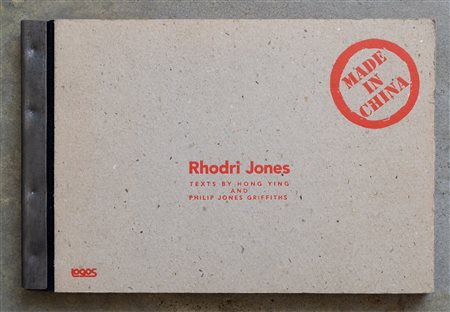 MADE
IN
CHINA
Rhodri Jones
TEXTS BY HONG YING
AND
PHILIP JONES GRIFFITHS
Logos